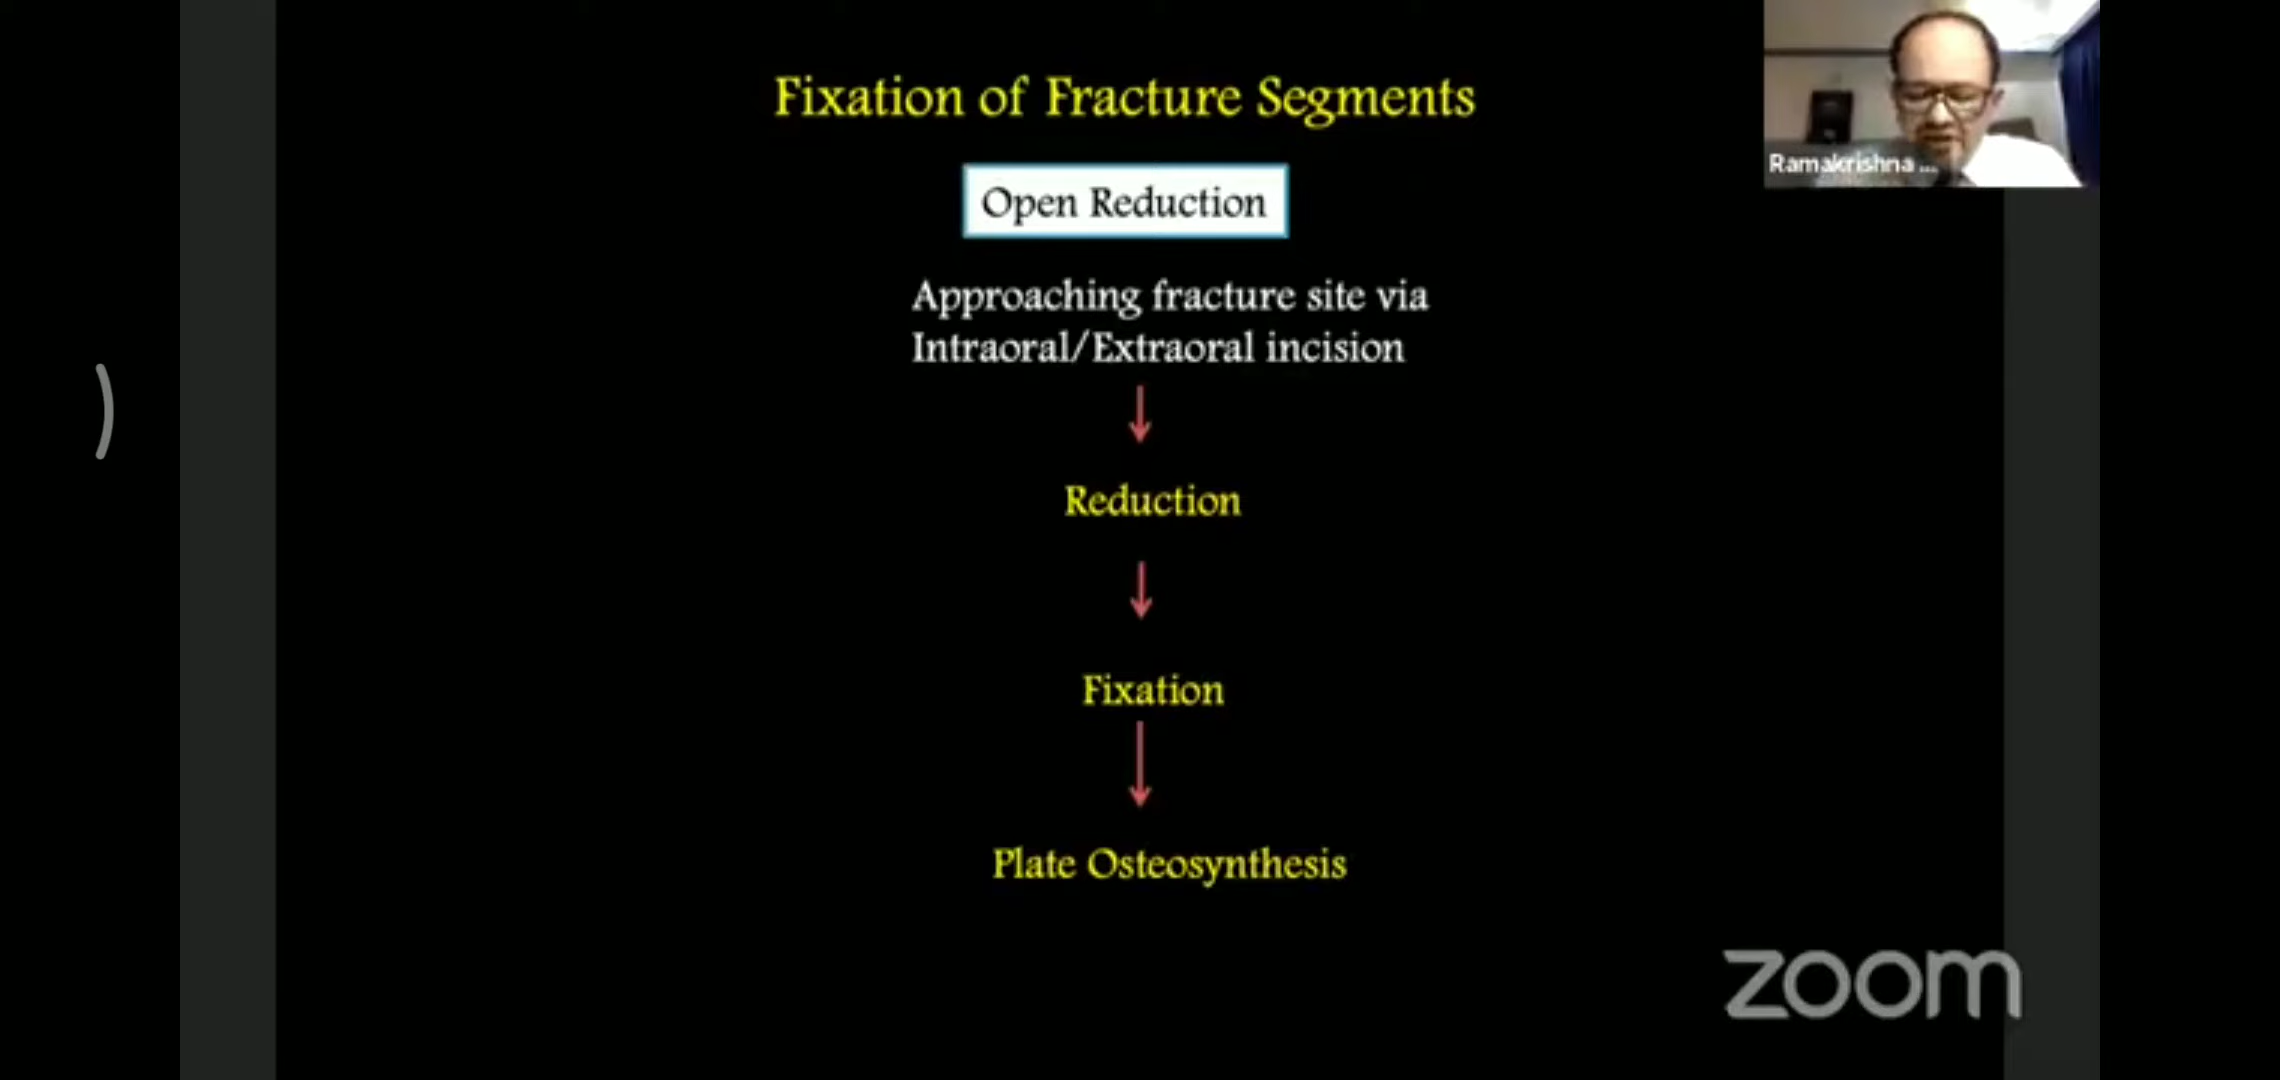 Fixation of Fracture Segments
Ramakrishna ...
Open Reduction
Approaching fracture site via
Intraoral/Extraoral incision
Reduction
Fixation
Plate Osteosynthesis
zoom